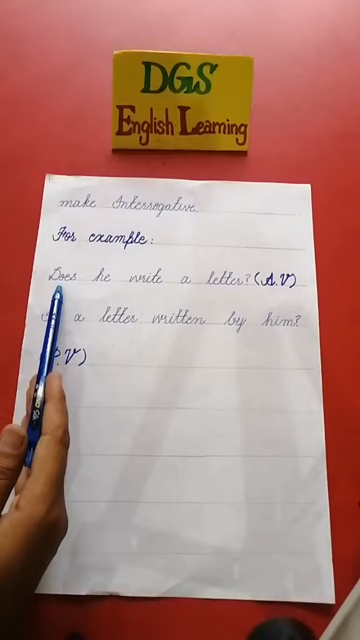 DGS
English Learning
make Interrogative.
For example:
Does he write a letter? (A.V)
a letter written by him?
P.V)